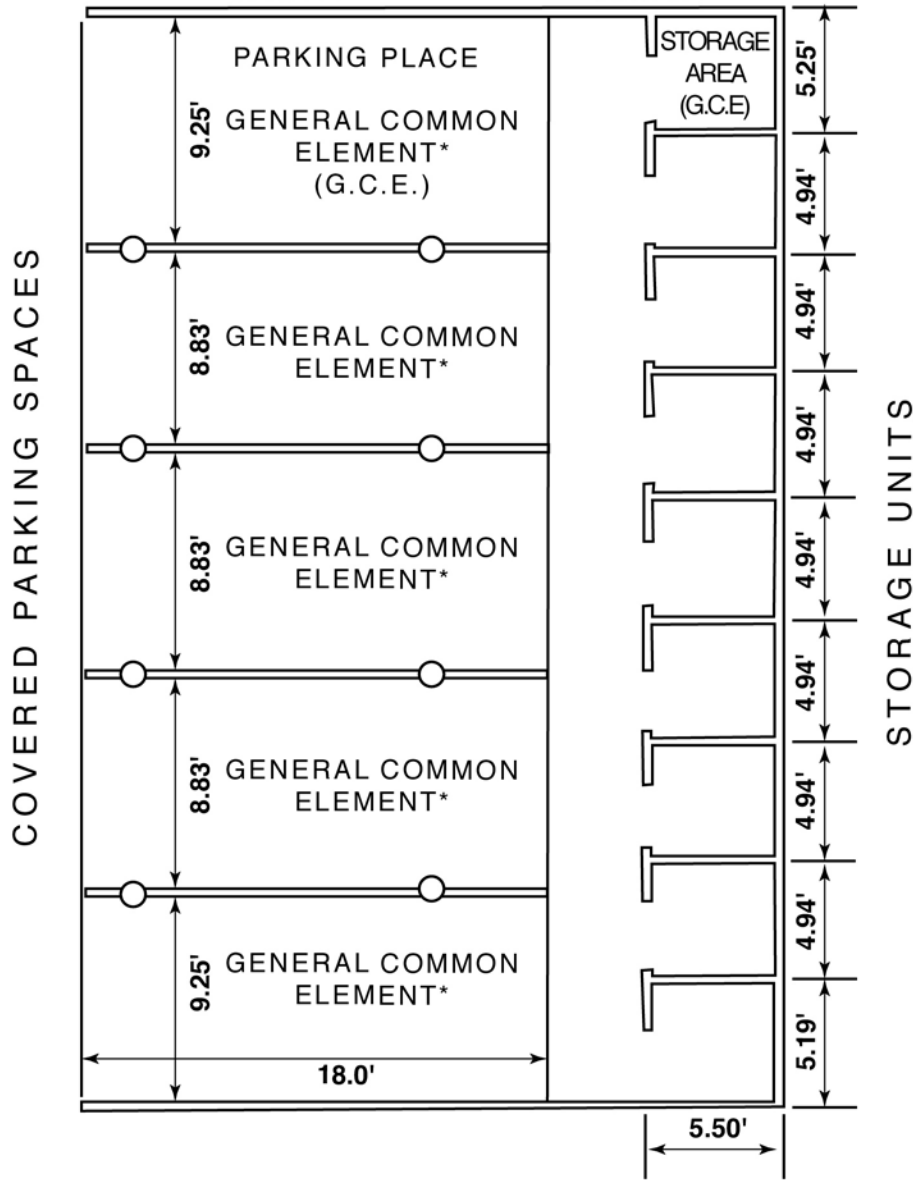 COVERED PARKING SPACES
PARKING PLACE
GENERAL COMMON
ELEMENT*
(G.C.E.)
9.25'
GENERAL COMMON
ELEMENT*
8.83'
GENERAL COMMON
ELEMENT*
8.83'
GENERAL COMMON
ELEMENT*
8.83'
GENERAL COMMON
ELEMENT*
9.25'
18.0'
STORAGE
AREA
(G.C.E)
5.25'
4.94'
4.94'
4.94'
4.94'
4.94'
4.94'
4.94'
5.19'
5.50'
STORAGE UNITS